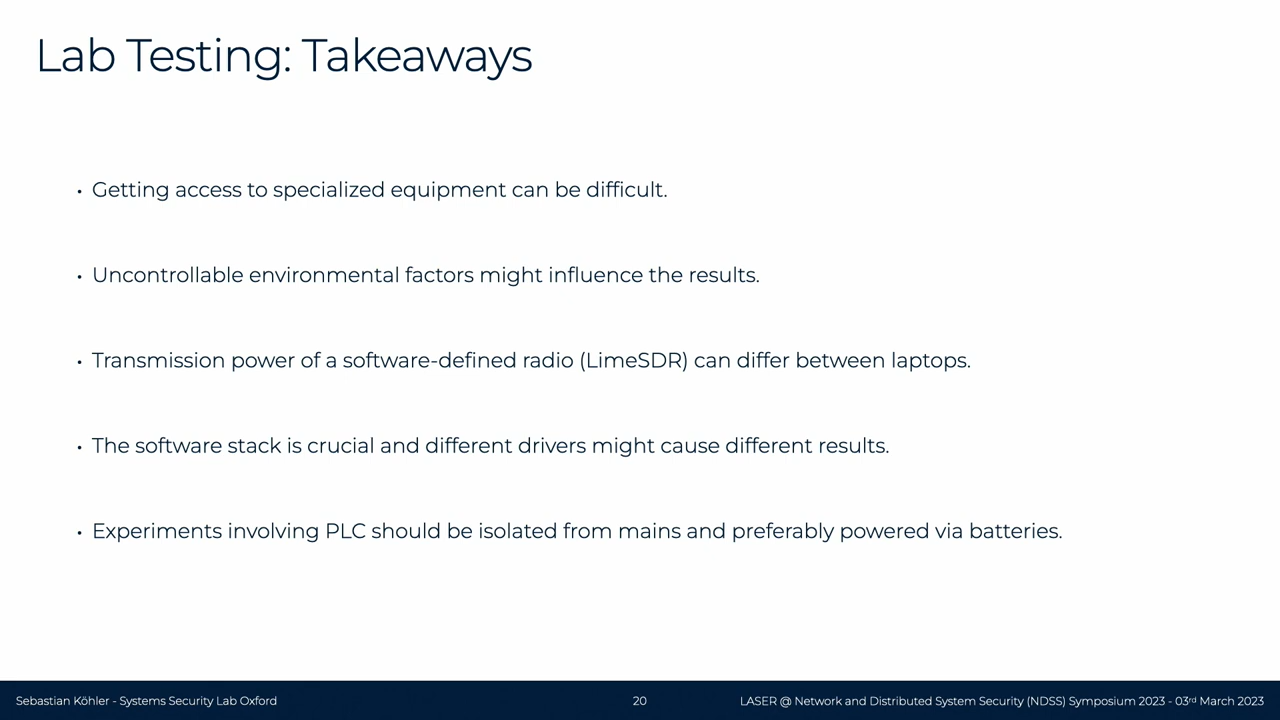 Lab Testing: Takeaways
• Getting access to specialized equipment can be difficult.
• Uncontrollable environmental factors might influence the results.
• Transmission power of a software-defined radio (LimeSDR) can differ between laptops.
• The software stack is crucial and different drivers might cause different results.
• Experiments involving PLC should be isolated from mains and preferably powered via batteries.
Sebastian Köhler - Systems Security Lab Oxford
20
LASER @ Network and Distributed System Security (NDSS) Symposium 2023 - 03rd March 2023